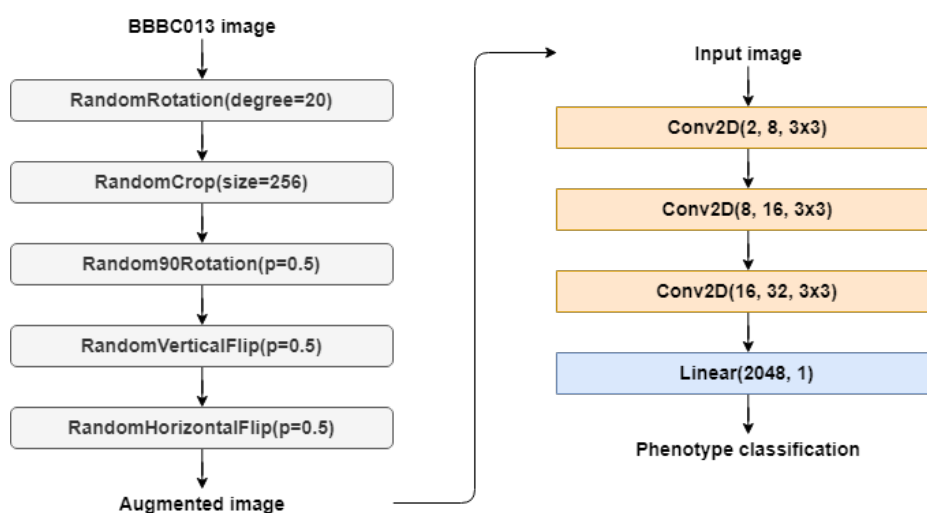 BBBC013 image
RandomRotation(degree=20)
RandomCrop(size=256)
Random90Rotation(p=0.5)
RandomVerticalFlip(p=0.5)
RandomHorizontalFlip(p=0.5)
Augmented image
Input image
Conv2D(2, 8, 3x3)
Conv2D(8, 16, 3x3)
Conv2D(16, 32, 3x3)
Linear(2048, 1)
Phenotype classification